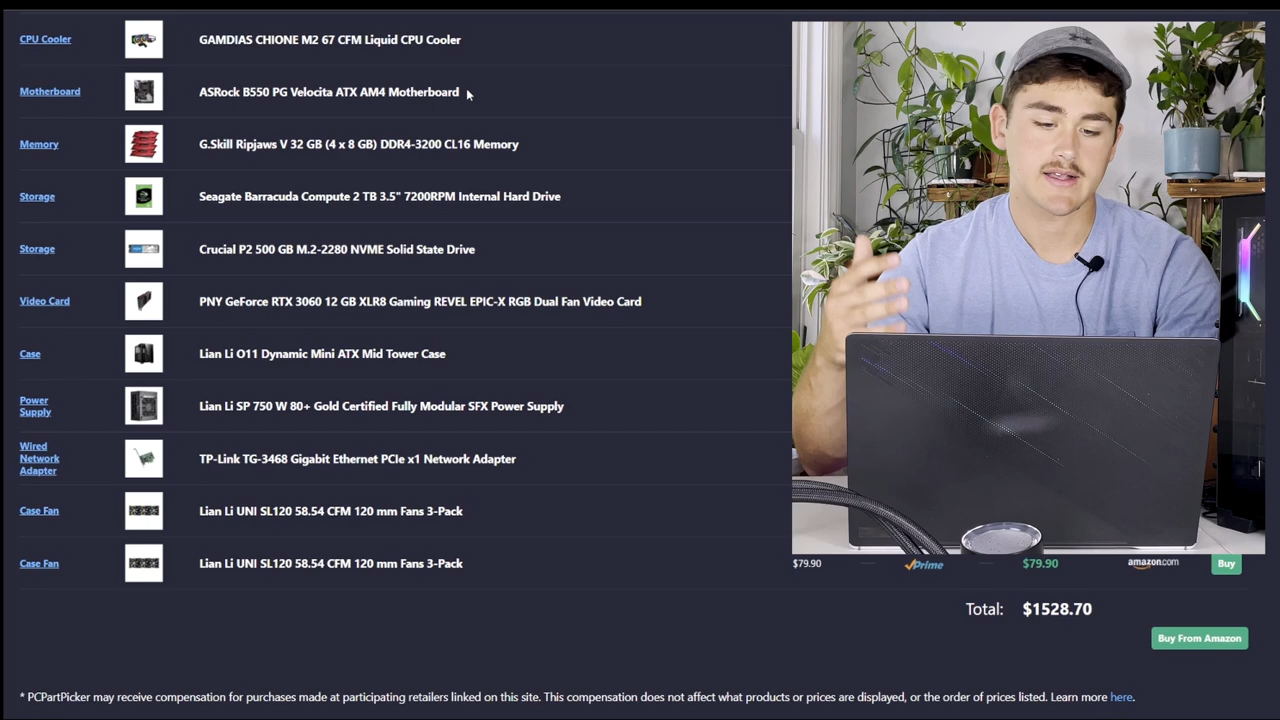 CPU Cooler
GAMDIAS CHIONE M2 67 CFM Liquid CPU Cooler
Motherboard
ASRock B550 PG Velocita ATX AM4 Motherboard
Memory
G.Skill Ripjaws V 32 GB (4 x 8 GB) DDR4-3200 CL16 Memory
Storage
Seagate Barracuda Compute 2 TB 3.5" 7200RPM Internal Hard Drive
Storage
Crucial P2 500 GB M.2-2280 NVME Solid State Drive
Video Card
PNY GeForce RTX 3060 12 GB XLR8 Gaming REVEL EPIC-X RGB Dual Fan Video Card
Case
Lian Li O11 Dynamic Mini ATX Mid Tower Case
Power
Supply
Lian Li SP 750 W 80+ Gold Certified Fully Modular SFX Power Supply
Wired
Network
Adapter
TP-Link TG-3468 Gigabit Ethernet PCIe x1 Network Adapter
Case Fan
Lian Li UNI SL120 58.54 CFM 120 mm Fans 3-Pack
Case Fan
Lian Li UNI SL120 58.54 CFM 120 mm Fans 3-Pack
$79.90 — Prime — $79.90 amazon.com Buy
Total: $1528.70
Buy From Amazon
* PCPartPicker may receive compensation for purchases made at participating retailers linked on this site. This compensation does not affect what products or prices are displayed, or the order of prices listed. Learn more here.